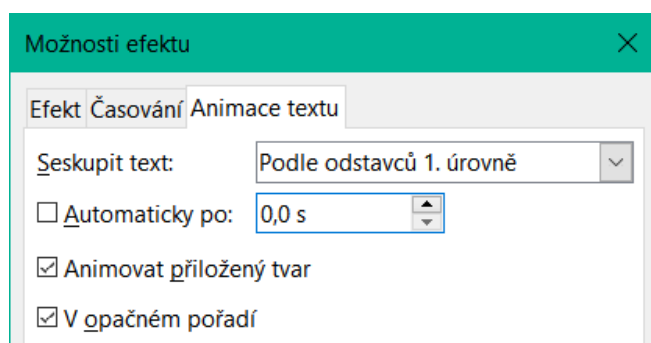 Možnosti efektu
Efekt Časování Animace textu
Seskupit text: Podle odstavců 1. úrovně
Automaticky po: 0,0 s
Animovat přiložený tvar
V opačném pořadí